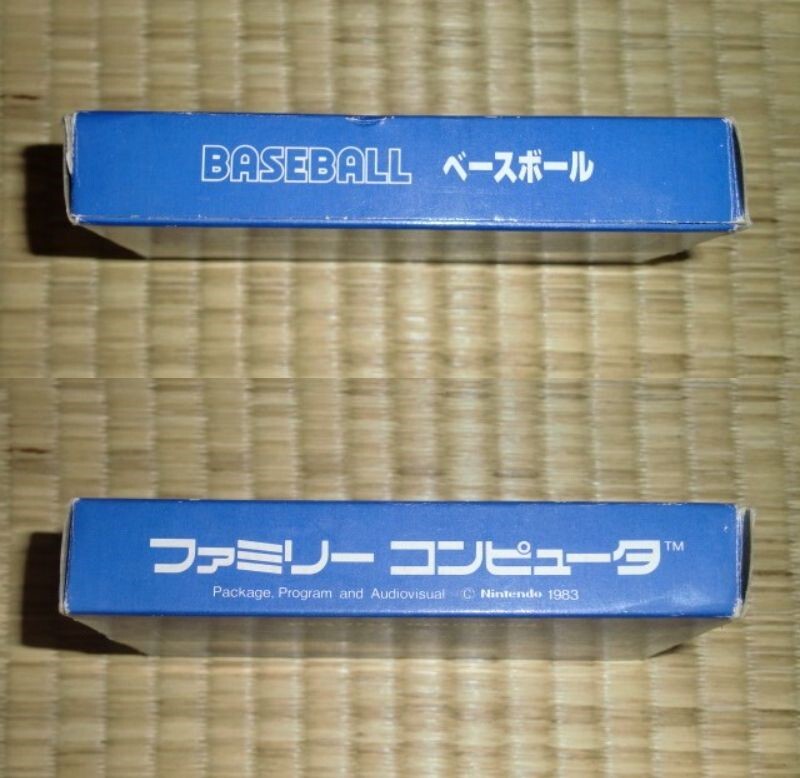 BASEBALL ベースボール
ファミリー コンピュータ™
Package, Program and Audiovisual © Nintendo 1983